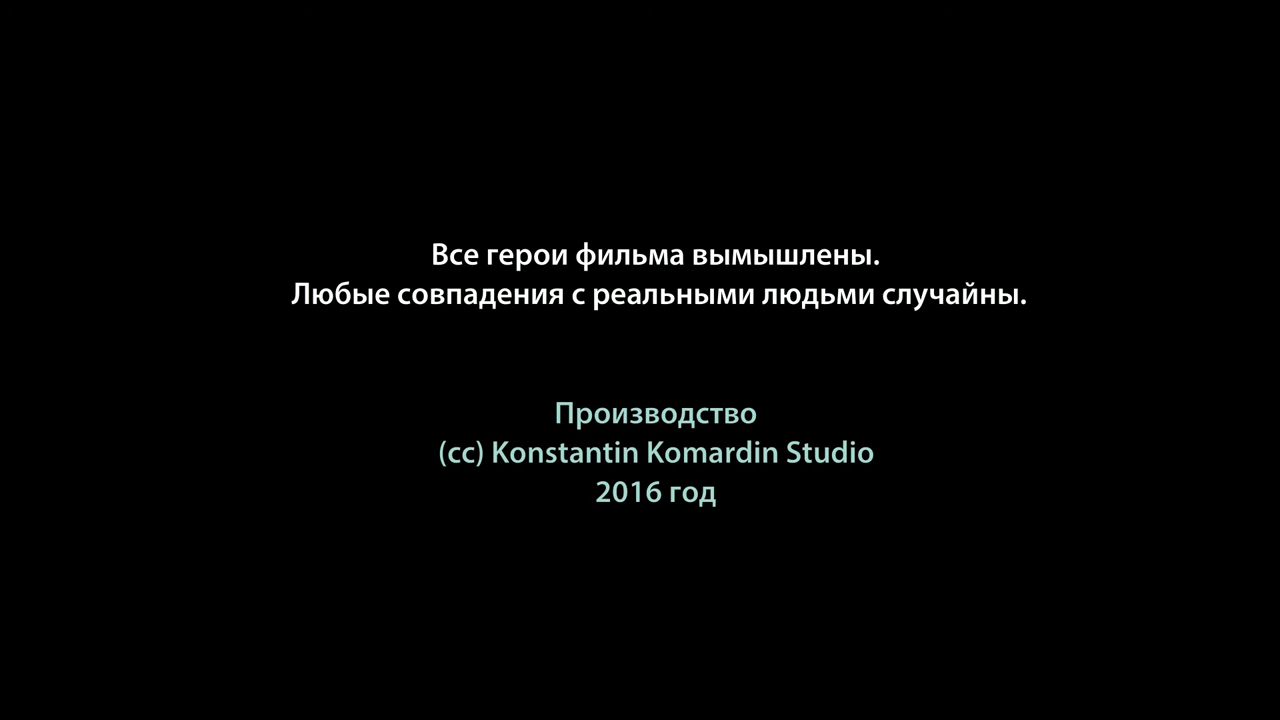 Все герои фильма вымышлены.
Любые совпадения с реальными людьми случайны.
Производство
(cc) Konstantin Komardin Studio
2016 год